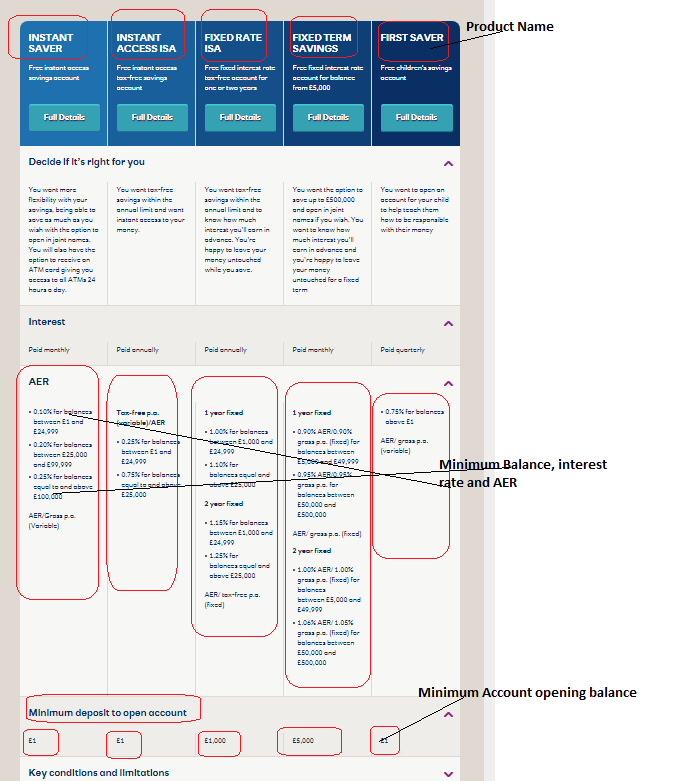 Product Name
INSTANT
SAVER
Free instant access
savings account
Full Details
INSTANT
ACCESS ISA
Free instant access
tax-free savings
account
Full Details
FIXED RATE
ISA
Free fixed interest rate
tax-free account for
one or two years
Full Details
FIXED TERM
SAVINGS
Free fixed interest rate
account for balance
from £5,000
Full Details
FIRST SAVER
Free children's savings
account
Full Details
Decide if it's right for you
You want more
flexibility with your
savings, being able to
save as much as you
wish with the option to
open in joint names.
You will also have the
option to receive an
ATM card giving you
access to all ATMs 24
hours a day.
You want tax-free
savings within the
annual limit and want
instant access to your
money.
You want tax-free
savings within the
annual limit and to
know how much
interest you'll earn in
advance. You're
happy to leave your
money untouched
while you save.
You want the option to
save up to £500,000
and open in joint
names if you wish. You
want to know how
much interest you'll
earn in advance and
you're happy to leave
your money
untouched for a fixed
term
You want to open an
account for your child
to help teach them
how to be responsible
with their money
Interest
Paid monthly
Paid annually
Paid annually
Paid monthly
Paid quarterly
AER
• 0.10% for balances
between £1 and
£24,999
• 0.20% for balances
between £25,000
and £99,999
• 0.25% for balances
equal to and above
£100,000
AER/Gross p.a.
(Variable)
Tax-free p.a.
(variable)/AER
• 0.25% for balances
between £1 and
£24,999
• 0.75% for balances
equal to and above
£25,000
1 year fixed
• 1.00% for balances
between £1,000 and
£24,999
• 1.10% for
balances equal and
above £25,000
2 year fixed
• 1.15% for balances
between £1,000 and
£24,999
• 1.25% for
balances equal and
above £25,000
AER/ tax-free p.a.
(fixed)
1 year fixed
• 0.90% AER/0.90%
gross p.a. (fixed) for
balances between
£5,000 and £49,999
• 0.95% AER/0.95%
gross p.a. for
balances between
£50,000 and
£500,000
AER/ gross p.a. (fixed)
2 year fixed
• 1.00% AER/ 1.00%
gross p.a. (fixed) for
balances
between £5,000 and
£49,999
• 1.06% AER/ 1.05%
gross p.a. (fixed) for
balances between
£50,000 and
£500,000
• 0.75% for balances
above £1
AER/ gross p.a.
(variable)
Minimum Balance, interest
rate and AER
Minimum Account opening balance
Minimum deposit to open account
£1
£1
£1,000
£5,000
£1
Key conditions and limitations